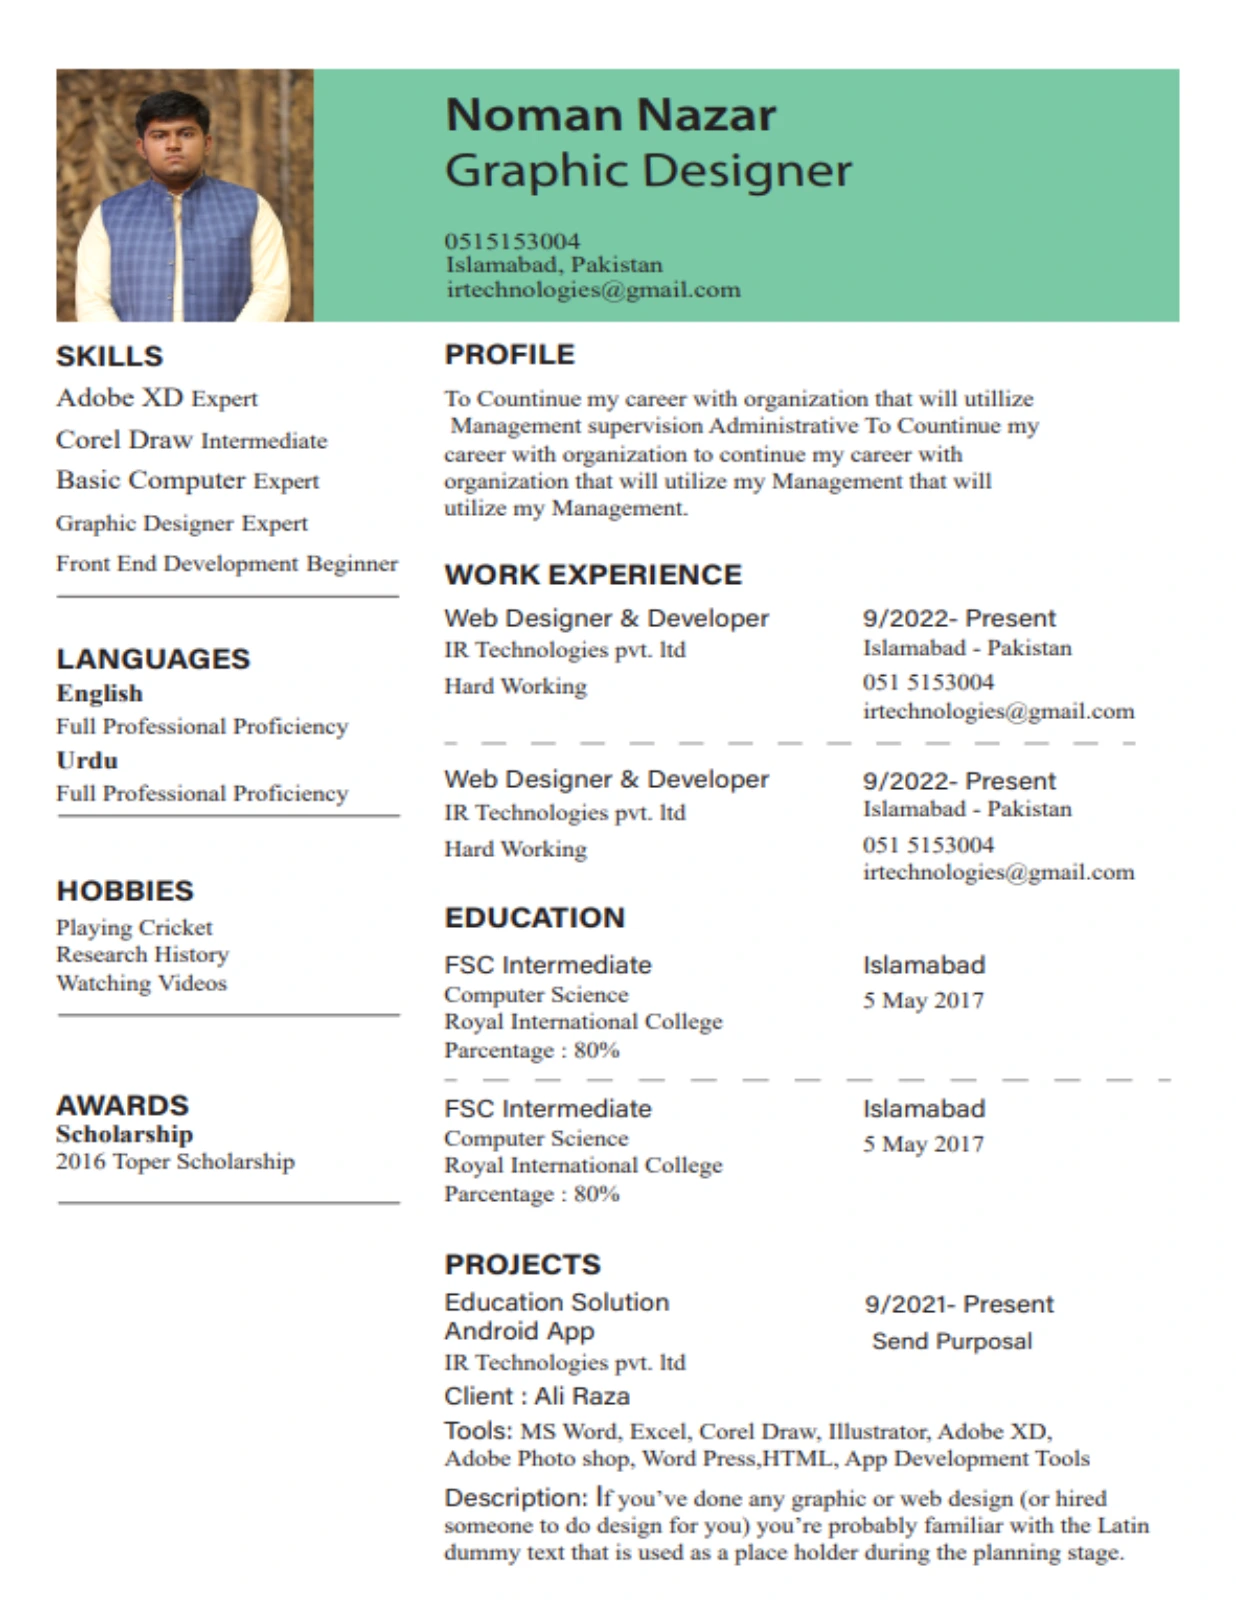 Noman Nazar
Graphic Designer
0515153004
Islamabad, Pakistan
irtechnologies@gmail.com
SKILLS
Adobe XD Expert
Corel Draw Intermediate
Basic Computer Expert
Graphic Designer Expert
Front End Development Beginner
LANGUAGES
English
Full Professional Proficiency
Urdu
Full Professional Proficiency
HOBBIES
Playing Cricket
Research History
Watching Videos
AWARDS
Scholarship
2016 Toper Scholarship
PROFILE
To Countinue my career with organization that will utillize
Management supervision Administrative To Countinue my
career with organization to continue my career with
organization that will utilize my Management that will
utilize my Management.
WORK EXPERIENCE
Web Designer & Developer
IR Technologies pvt. ltd
Hard Working
9/2022- Present
Islamabad - Pakistan
051 5153004
irtechnologies@gmail.com
Web Designer & Developer
IR Technologies pvt. ltd
Hard Working
9/2022- Present
Islamabad - Pakistan
051 5153004
irtechnologies@gmail.com
EDUCATION
FSC Intermediate
Computer Science
Royal International College
Parcentage : 80%
Islamabad
5 May 2017
FSC Intermediate
Computer Science
Royal International College
Parcentage : 80%
Islamabad
5 May 2017
PROJECTS
Education Solution
Android App
IR Technologies pvt. ltd
9/2021- Present
Send Purposal
Client : Ali Raza
Tools: MS Word, Excel, Corel Draw, Illustrator, Adobe XD,
Adobe Photo shop, Word Press,HTML, App Development Tools
Description: If you've done any graphic or web design (or hired
someone to do design for you) you're probably familiar with the Latin
dummy text that is used as a place holder during the planning stage.